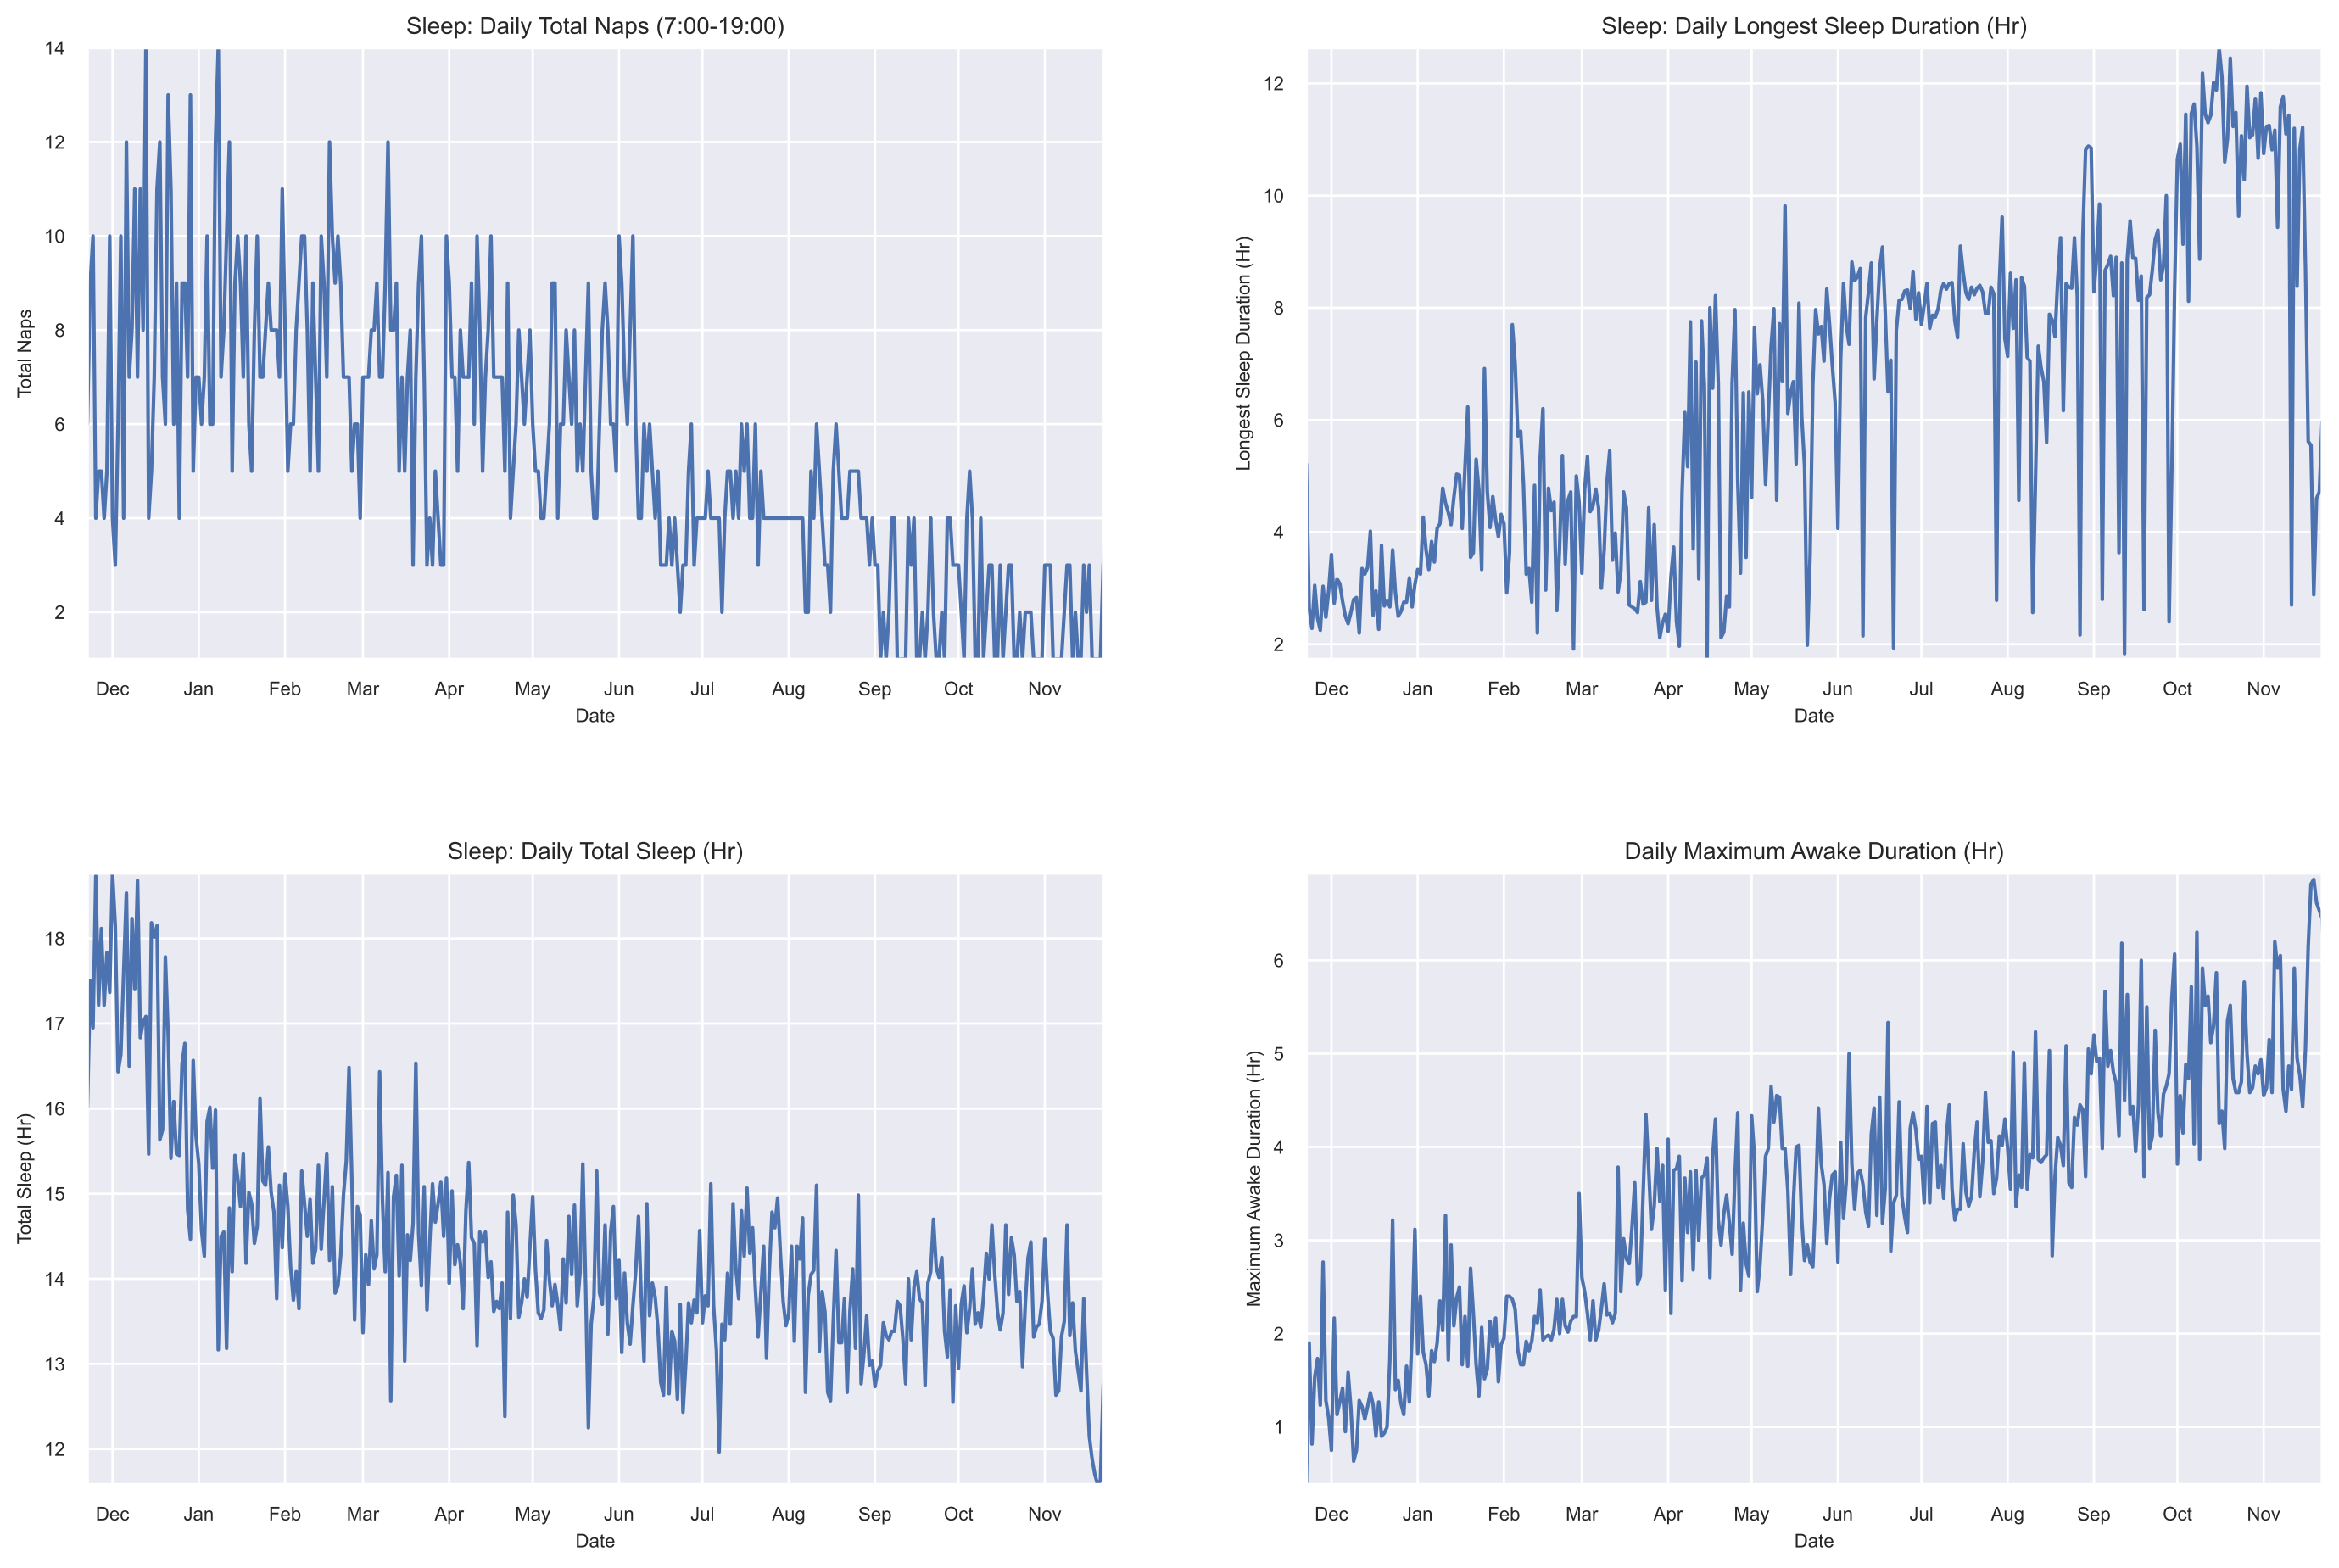 Sleep: Daily Total Naps (7:00-19:00)
14
12
10
8
6
4
2
Total Naps
Dec Jan Feb Mar Apr May Jun Jul Aug Sep Oct Nov
Date
Sleep: Daily Longest Sleep Duration (Hr)
12
10
8
6
4
2
Longest Sleep Duration (Hr)
Dec Jan Feb Mar Apr May Jun Jul Aug Sep Oct Nov
Date
Sleep: Daily Total Sleep (Hr)
18
17
16
15
14
13
12
Total Sleep (Hr)
Dec Jan Feb Mar Apr May Jun Jul Aug Sep Oct Nov
Date
Daily Maximum Awake Duration (Hr)
6
5
4
3
2
1
Maximum Awake Duration (Hr)
Dec Jan Feb Mar Apr May Jun Jul Aug Sep Oct Nov
Date